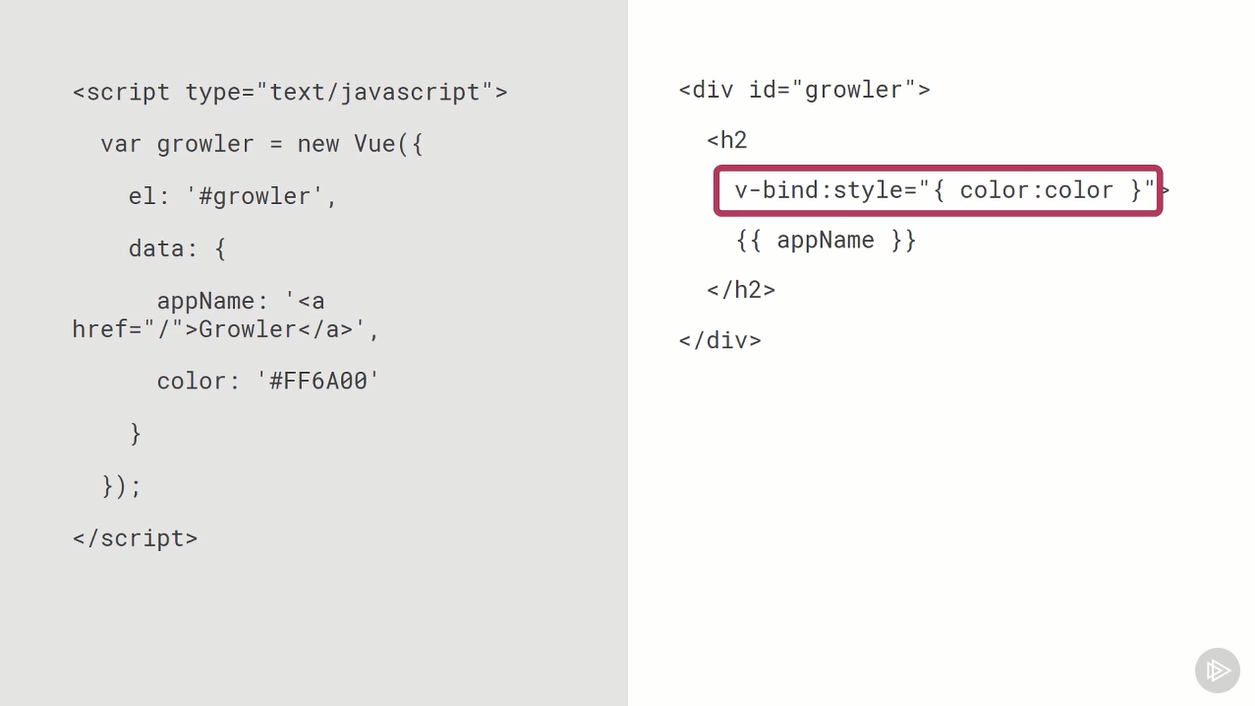 <script type="text/javascript">
var growler = new Vue({
el: '#growler',
data: {
appName: '<a
href="/">Growler</a>',
color: '#FF6A00'
}
});
</script>
<div id="growler">
<h2
v-bind:style="{ color:color }">
{{ appName }}
</h2>
</div>